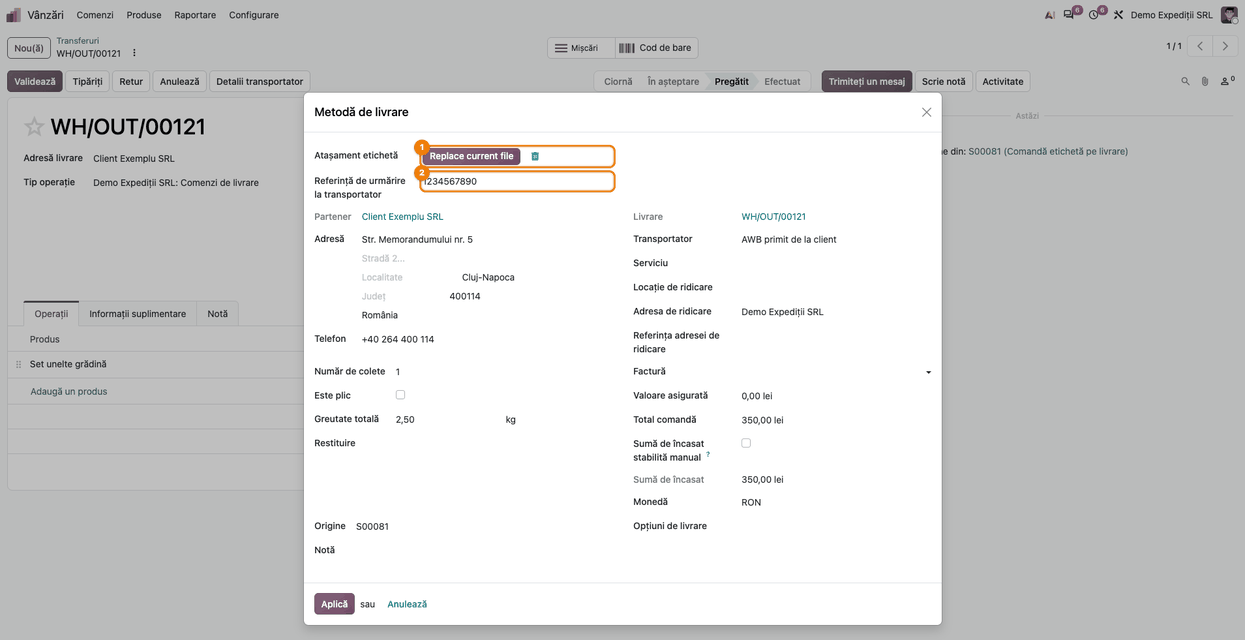 Vânzări Comenzi Produse Raportare Configurare
AI 6 6 Demo Expediții SRL
Nou(ă) Transferuri
WH/OUT/00121
Mișcări Cod de bare
1 / 1
Validează Tipăriți Retur Anulează Detalii transportator
Ciornă În așteptare Pregătit Efectuat
Trimiteți un mesaj Scrie notă Activitate
0
WH/OUT/00121
Adresă livrare Client Exemplu SRL
Tip operație Demo Expediții SRL: Comenzi de livrare
Operații Informații suplimentare Notă
Produs
Set unelte grădină
Adaugă un produs
Astăzi
e din: S00081 (Comandă etichetă pe livrare)
Metodă de livrare
1
Atașament etichetă Replace current file
2
Referință de urmărire la transportator 1234567890
Partener Client Exemplu SRL
Adresă Str. Memorandumului nr. 5
Stradă 2...
Localitate Cluj-Napoca
Județ 400114
România
Telefon +40 264 400 114
Număr de colete 1
Este plic
Greutate totală 2,50 kg
Restituire
Origine S00081
Notă
Livrare WH/OUT/00121
Transportator AWB primit de la client
Serviciu
Locație de ridicare
Adresa de ridicare Demo Expediții SRL
Referința adresei de
ridicare
Factură
Valoare asigurată 0,00 lei
Total comandă 350,00 lei
Sumă de încasat
stabilită manual ?
Sumă de încasat 350,00 lei
Monedă RON
Opțiuni de livrare
Aplică sau Anulează